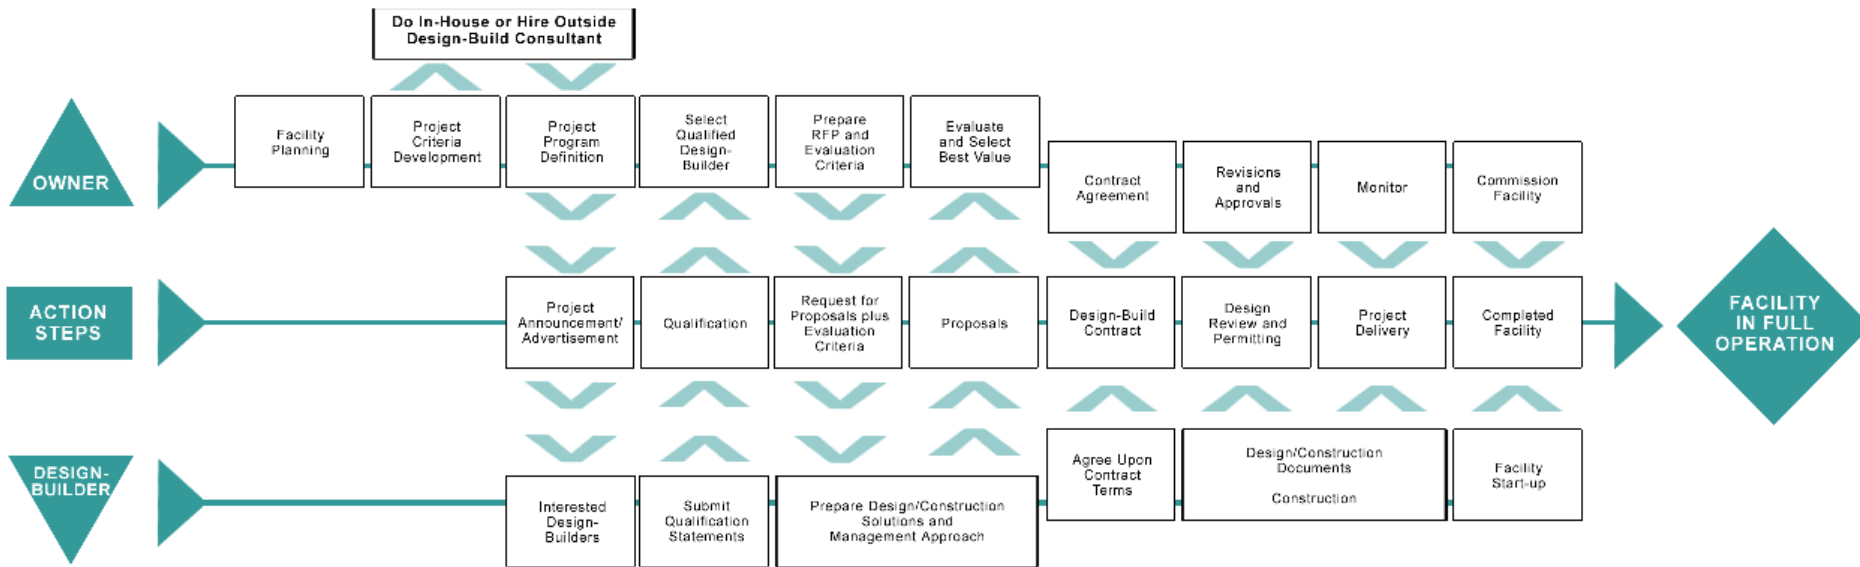 Do In-House or Hire Outside
Design-Build Consultant
OWNER
Facility
Planning
Project
Criteria
Development
Project
Program
Definition
Select
Qualified
Design-
Builder
Prepare
RFP and
Evaluation
Criteria
Evaluate
and Select
Best Value
Contract
Agreement
Revisions
and
Approvals
Monitor
Commission
Facility
ACTION
STEPS
Project
Announcement/
Advertisement
Qualification
Request for
Proposals plus
Evaluation
Criteria
Proposals
Design-Build
Contract
Design
Review and
Permitting
Project
Delivery
Completed
Facility
FACILITY
IN FULL
OPERATION
DESIGN-
BUILDER
Interested
Design-
Builders
Submit
Qualification
Statements
Prepare Design/Construction
Solutions and
Management Approach
Agree Upon
Contract
Terms
Design/Construction
Documents
Construction
Facility
Start-up